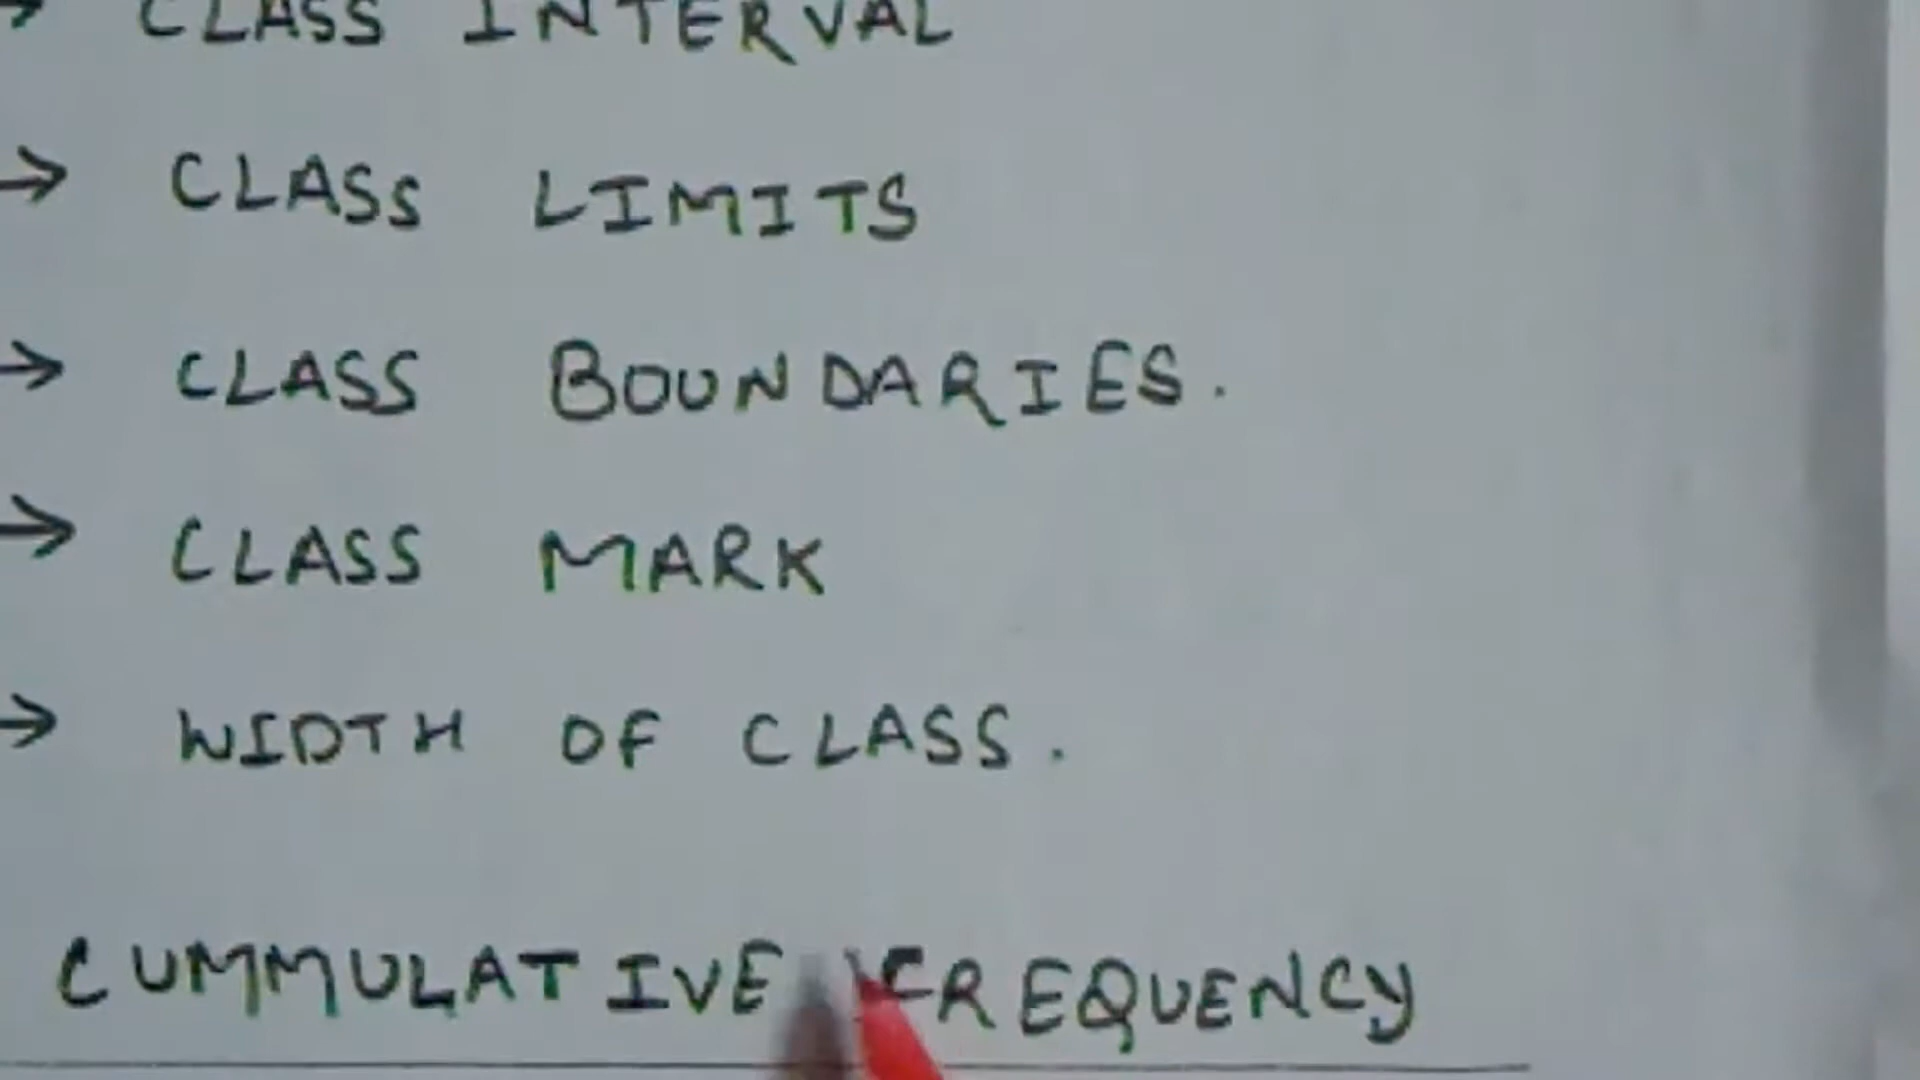 → CLASS INTERVAL
→ CLASS LIMITS
→ CLASS BOUNDARIES.
→ CLASS MARK
→ WIDTH OF CLASS.
CUMMULATIVE FREQUENCY